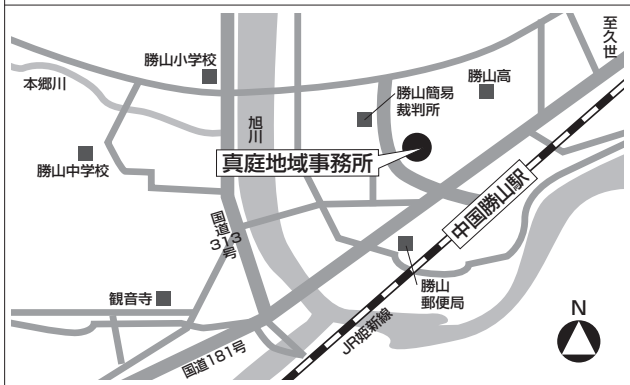 至久世
勝山小学校
勝山高
本郷川
勝山簡易
裁判所
旭川
真庭地域事務所
勝山中学校
中国勝山駅
国道
313
号
勝山
郵便局
観音寺
N
JR姫新線
国道181号